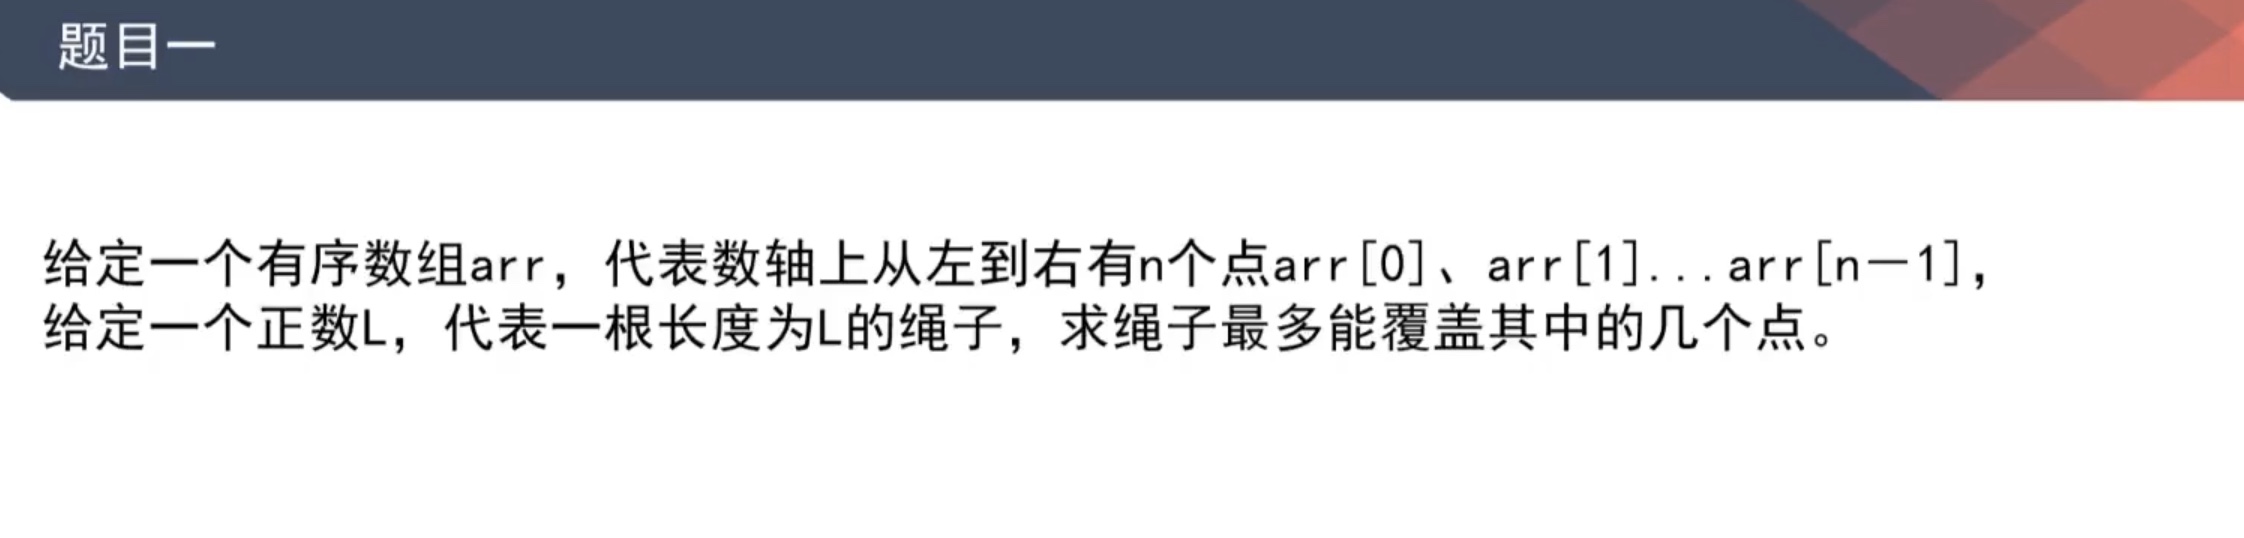 题目一
给定一个有序数组arr，代表数轴上从左到右有n个点arr[0]、arr[1]...arr[n－1]，
给定一个正数L，代表一根长度为L的绳子，求绳子最多能覆盖其中的几个点。